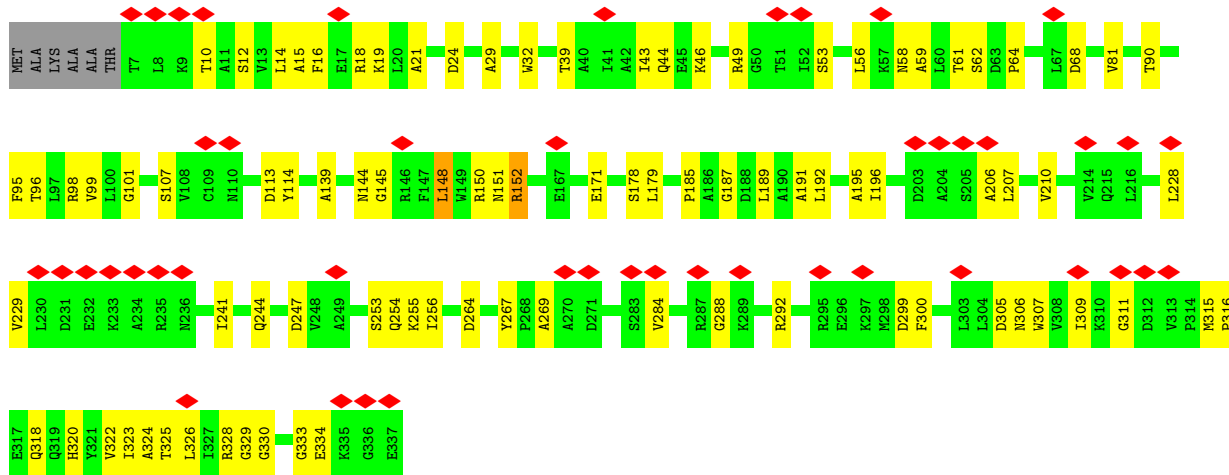 MET ALA LYS ALA ALA THR T7 L8 K9 T10 A11 S12 V13 L14 A15 F16 E17 R18 K19 L20 A21 D24 A29 W32 T39 A40 I41 A42 I43 Q44 E45 K46 R49 G50 T51 I52 S53 L56 K57 N58 A59 L60 T61 S62 D63 P64 L67 D68 V81 T90
F95 T96 L97 R98 V99 L100 G101 S107 V108 C109 N110 D113 Y114 A139 N144 G145 R146 F147 L148 W149 R150 N151 R152 E167 E171 S178 L179 P185 A186 G187 D188 L189 A190 A191 L192 A195 I196 D203 A204 S205 A206 L207 V210 V214 Q215 L216 L228
V229 L230 D231 E232 K233 A234 R235 N236 I241 Q244 D247 V248 A249 S253 Q254 K255 I256 D264 Y267 P268 A269 A270 D271 S283 V284 R287 G288 K289 R292 R295 E296 K297 M298 D299 F300 L303 L304 D305 N306 W307 V308 I309 K310 G311 D312 V313 P314 M315 P316
E317 Q318 Q319 H320 Y321 V322 I323 A324 T325 L326 I327 R328 G329 G330 G333 E334 K335 G336 E337